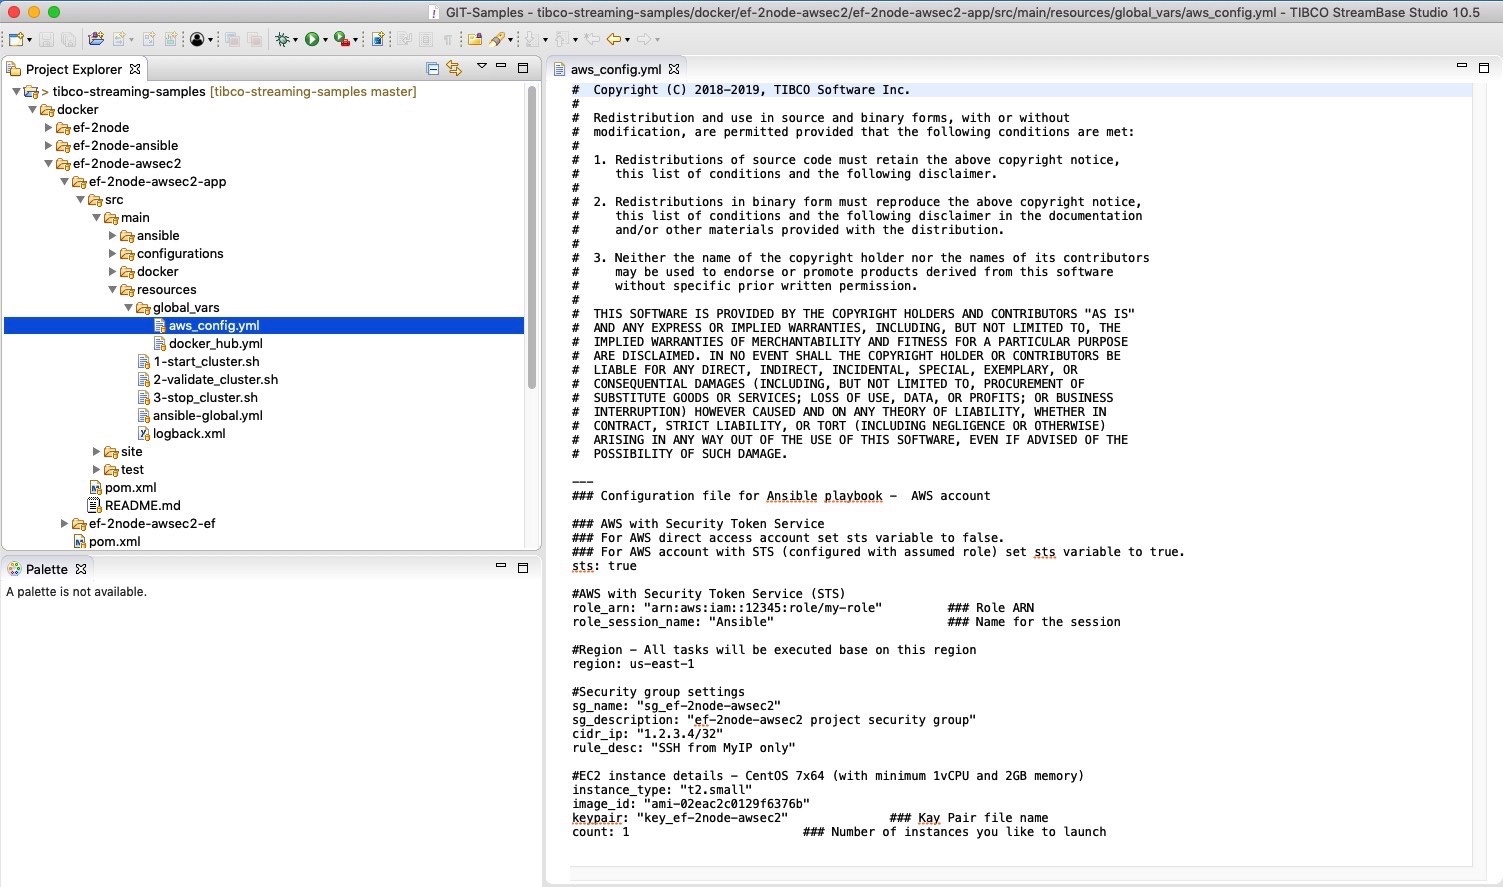 GIT-Samples - tibco-streaming-samples/docker/ef-2node-awsec2/ef-2node-awsec2-app/src/main/resources/global_vars/aws_config.yml - TIBCO StreamBase Studio 10.5
Project Explorer
> tibco-streaming-samples [tibco-streaming-samples master]
docker
ef-2node
ef-2node-ansible
ef-2node-awsec2
ef-2node-awsec2-app
src
main
ansible
configurations
docker
resources
global_vars
aws_config.yml
docker_hub.yml
1-start_cluster.sh
2-validate_cluster.sh
3-stop_cluster.sh
ansible-global.yml
logback.xml
site
test
pom.xml
README.md
ef-2node-awsec2-ef
pom.xml
Palette
A palette is not available.
aws_config.yml
#  Copyright (C) 2018-2019, TIBCO Software Inc.
#
#  Redistribution and use in source and binary forms, with or without
#  modification, are permitted provided that the following conditions are met:
#
#  1. Redistributions of source code must retain the above copyright notice,
#     this list of conditions and the following disclaimer.
#
#  2. Redistributions in binary form must reproduce the above copyright notice,
#     this list of conditions and the following disclaimer in the documentation
#     and/or other materials provided with the distribution.
#
#  3. Neither the name of the copyright holder nor the names of its contributors
#     may be used to endorse or promote products derived from this software
#     without specific prior written permission.
#
#  THIS SOFTWARE IS PROVIDED BY THE COPYRIGHT HOLDERS AND CONTRIBUTORS "AS IS"
#  AND ANY EXPRESS OR IMPLIED WARRANTIES, INCLUDING, BUT NOT LIMITED TO, THE
#  IMPLIED WARRANTIES OF MERCHANTABILITY AND FITNESS FOR A PARTICULAR PURPOSE
#  ARE DISCLAIMED. IN NO EVENT SHALL THE COPYRIGHT HOLDER OR CONTRIBUTORS BE
#  LIABLE FOR ANY DIRECT, INDIRECT, INCIDENTAL, SPECIAL, EXEMPLARY, OR
#  CONSEQUENTIAL DAMAGES (INCLUDING, BUT NOT LIMITED TO, PROCUREMENT OF
#  SUBSTITUTE GOODS OR SERVICES; LOSS OF USE, DATA, OR PROFITS; OR BUSINESS
#  INTERRUPTION) HOWEVER CAUSED AND ON ANY THEORY OF LIABILITY, WHETHER IN
#  CONTRACT, STRICT LIABILITY, OR TORT (INCLUDING NEGLIGENCE OR OTHERWISE)
#  ARISING IN ANY WAY OUT OF THE USE OF THIS SOFTWARE, EVEN IF ADVISED OF THE
#  POSSIBILITY OF SUCH DAMAGE.
---
### Configuration file for Ansible playbook -  AWS account
### AWS with Security Token Service
### For AWS direct access account set sts variable to false.
### For AWS account with STS (configured with assumed role) set sts variable to true.
sts: true
#AWS with Security Token Service (STS)
role_arn: "arn:aws:iam::12345:role/my-role"         ### Role ARN
role_session_name: "Ansible"                        ### Name for the session
#Region - All tasks will be executed base on this region
region: us-east-1
#Security group settings
sg_name: "sg_ef-2node-awsec2"
sg_description: "ef-2node-awsec2 project security group"
cidr_ip: "1.2.3.4/32"
rule_desc: "SSH from MyIP only"
#EC2 instance details - CentOS 7x64 (with minimum 1vCPU and 2GB memory)
instance_type: "t2.small"
image_id: "ami-02eac2c0129f6376b"
keypair: "key_ef-2node-awsec2"              ### Kay Pair file name
count: 1                        ### Number of instances you like to launch